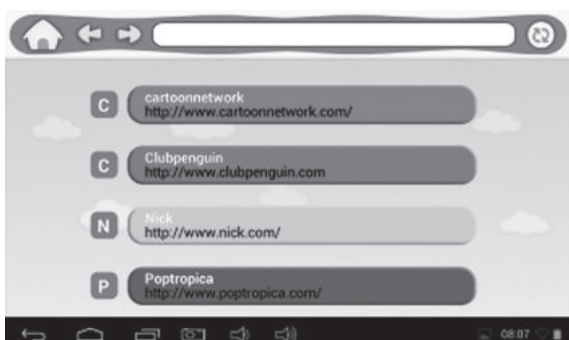 C
cartoonnetwork
http://www.cartoonnetwork.com/
C
Clubpenguin
http://www.clubpenguin.com
N
Nick
http://www.nick.com/
P
Poptropica
http://www.poptropica.com/
08:07